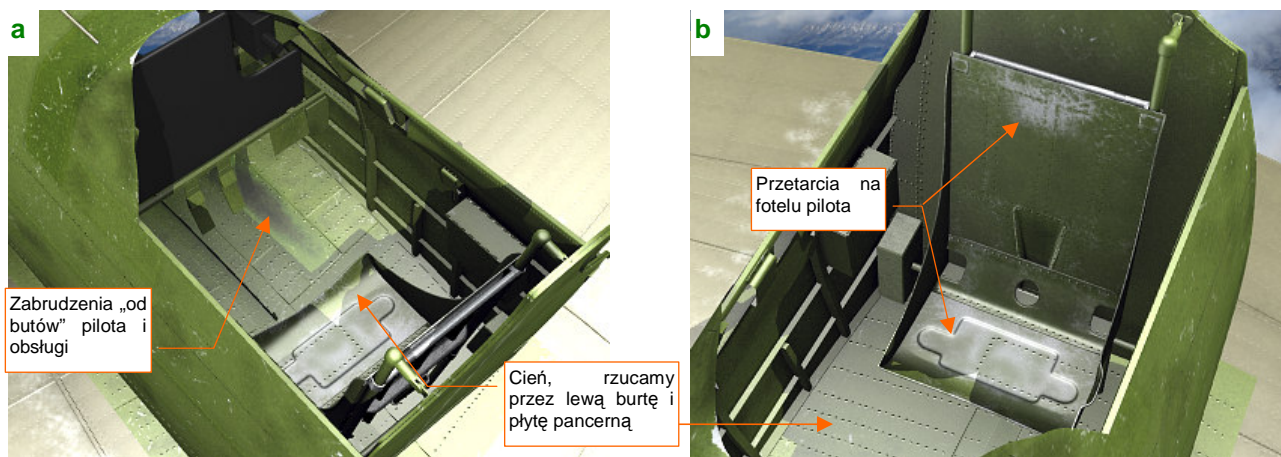 a
b
Przetarcia na
fotelu pilota
Zabrudzenia „od
butów” pilota i
obsługi
Cień, rzucamy
przez lewą burtę i
płytę pancerną